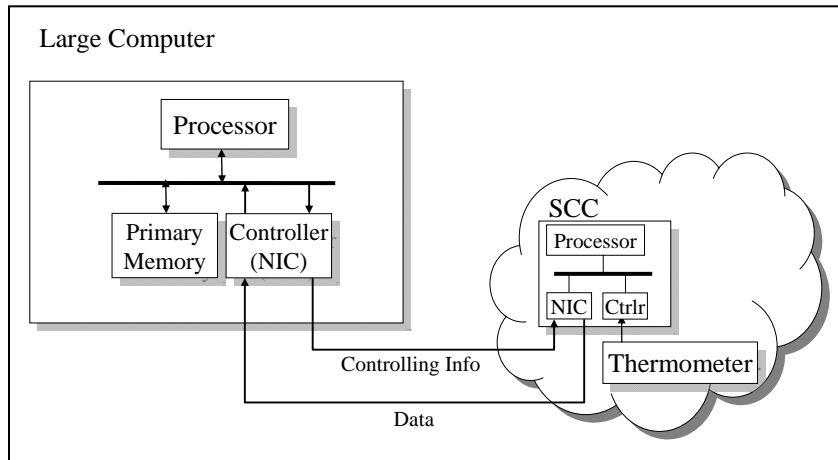 Large Computer
Processor
Primary
Memory
Controller
(NIC)
SCC
Processor
NIC
Ctrlr
Thermometer
Controlling Info
Data